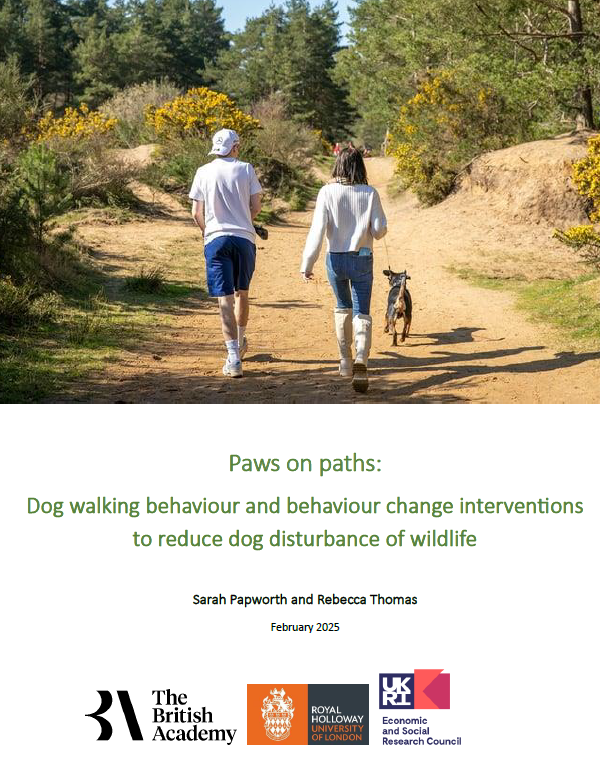 Paws on paths:
Dog walking behaviour and behaviour change interventions
to reduce dog disturbance of wildlife
Sarah Papworth and Rebecca Thomas
February 2025
The
British
Academy
ROYAL
HOLLOWAY
UNIVERSITY
OF LONDON
UK
RI
Economic
and Social
Research Council